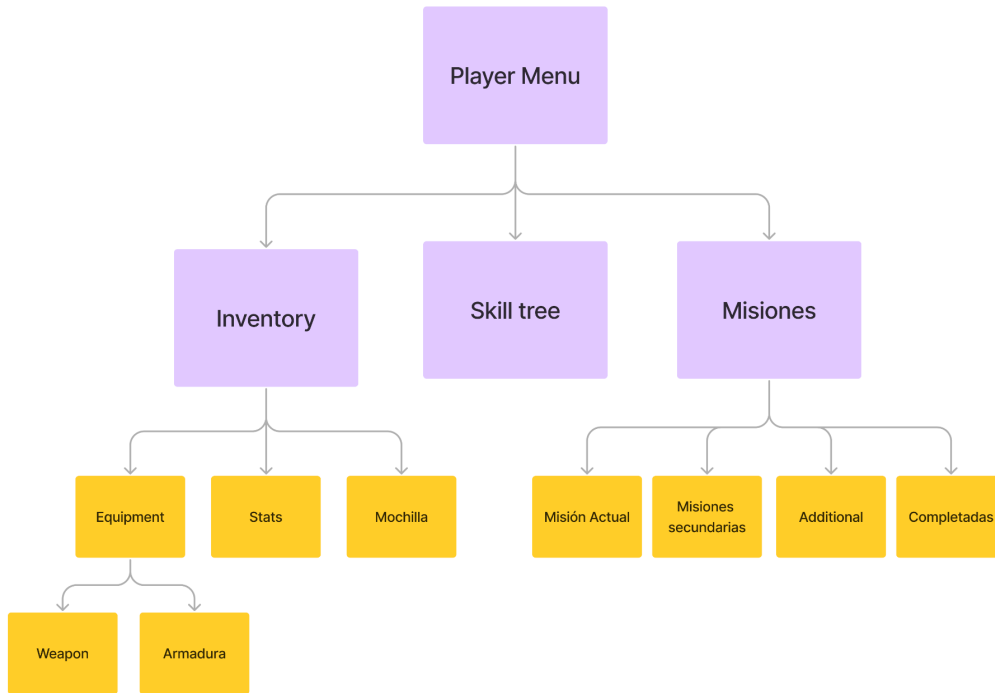 Player Menu
Inventory
Skill tree
Misiones
Equipment
Stats
Mochilla
Misión Actual
Misiones
secundarias
Additional
Completadas
Weapon
Armadura